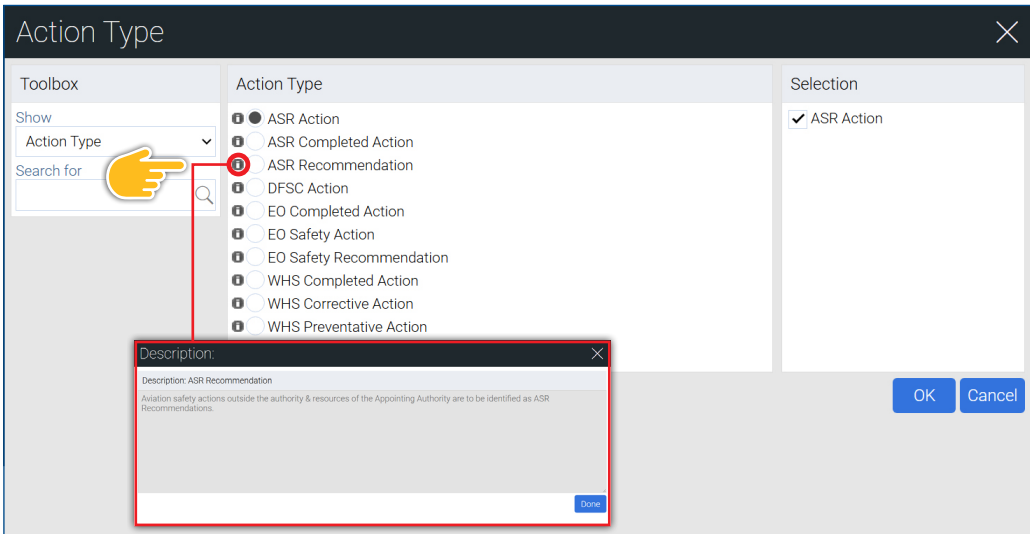 Action Type
Toolbox
Show
Action Type
Search for
Action Type
ASR Action
ASR Completed Action
ASR Recommendation
DFSC Action
EO Completed Action
EO Safety Action
EO Safety Recommendation
WHS Completed Action
WHS Corrective Action
WHS Preventative Action
Selection
ASR Action
OK
Cancel
Description:
Description: ASR Recommendation
Aviation safety actions outside the authority & resources of the Appointing Authority are to be identified as ASR
Recommendations.
Done